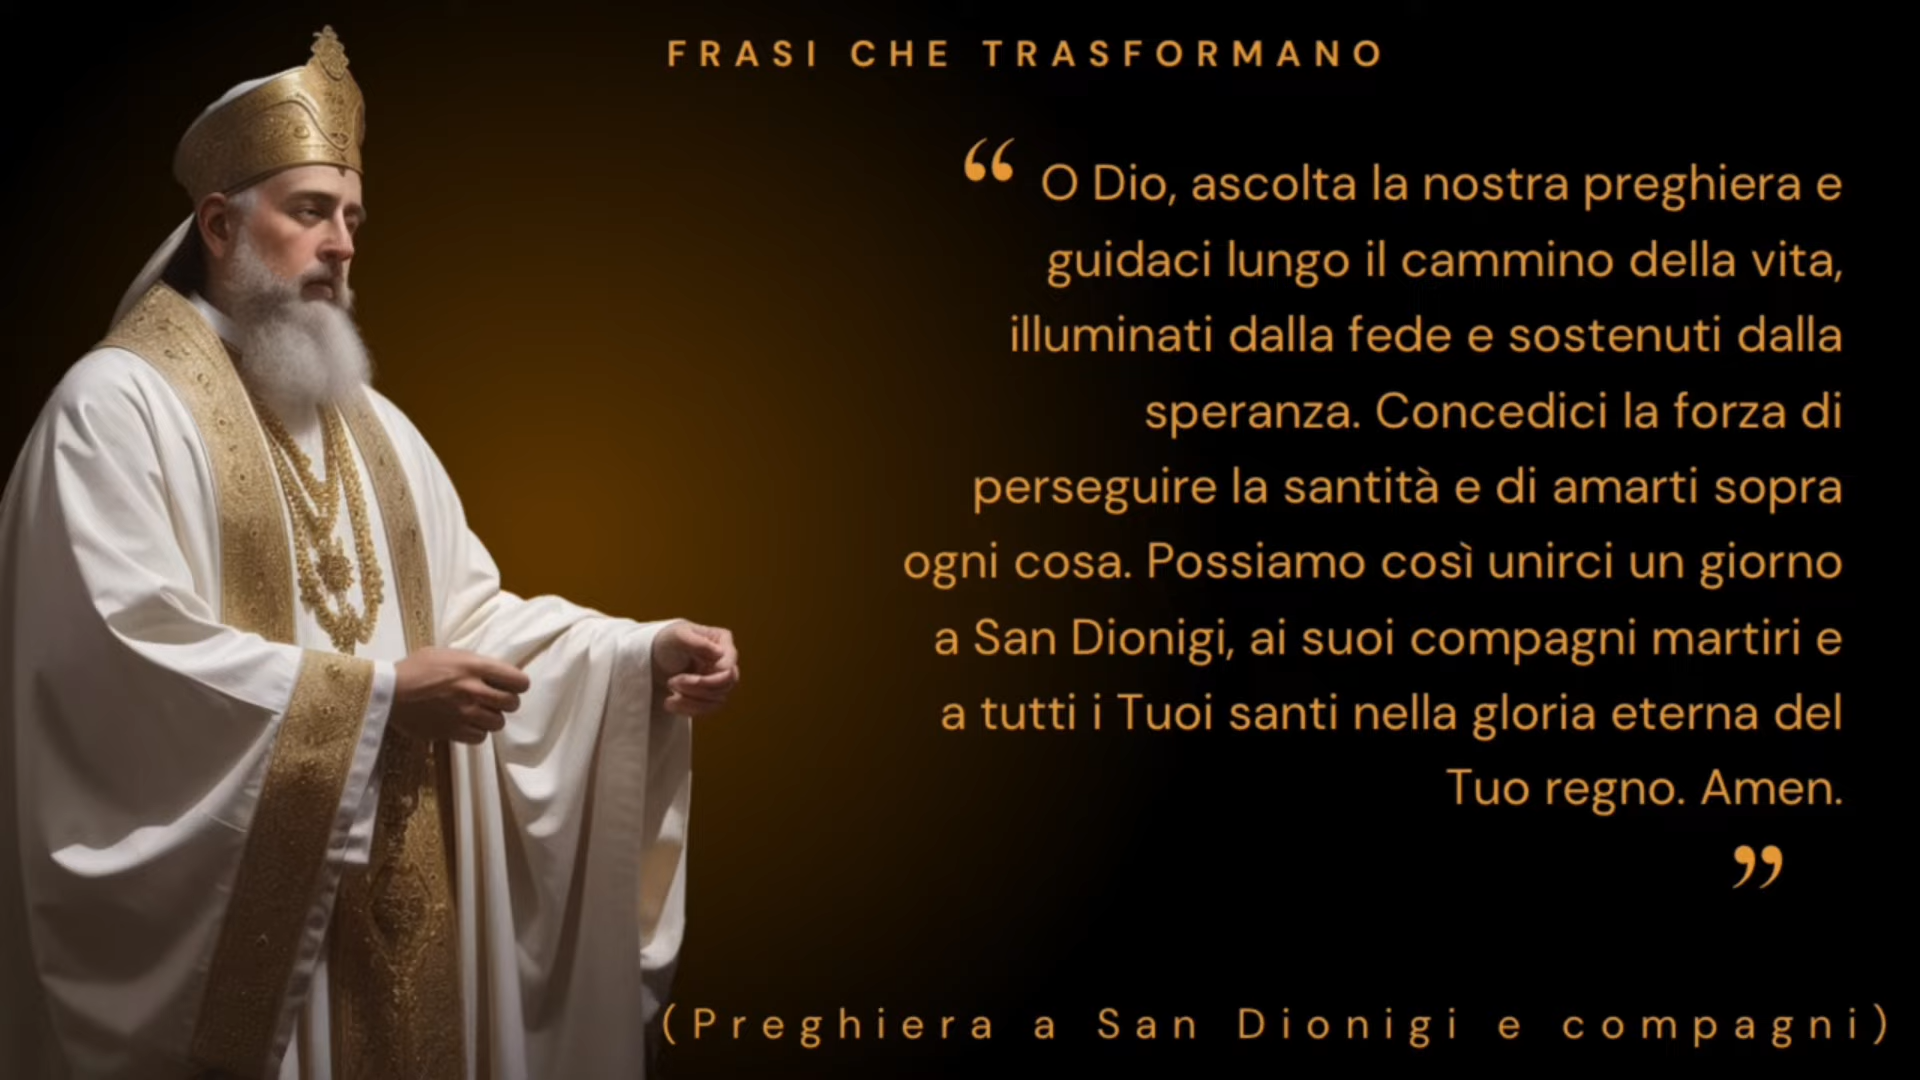 FRASI CHE TRASFORMANO
“ O Dio, ascolta la nostra preghiera e
guidaci lungo il cammino della vita,
illuminati dalla fede e sostenuti dalla
speranza. Concedici la forza di
perseguire la santità e di amarti sopra
ogni cosa. Possiamo così unirci un giorno
a San Dionigi, ai suoi compagni martiri e
a tutti i Tuoi santi nella gloria eterna del
Tuo regno. Amen.
”
(Preghiera a San Dionigi e compagni)